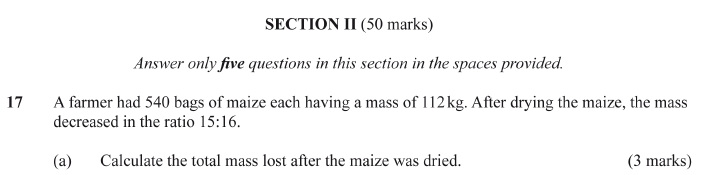 SECTION II (50 marks)
Answer only five questions in this section in the spaces provided.
17 A farmer had 540 bags of maize each having a mass of 112 kg. After drying the maize, the mass
decreased in the ratio 15:16.
(a) Calculate the total mass lost after the maize was dried. (3 marks)